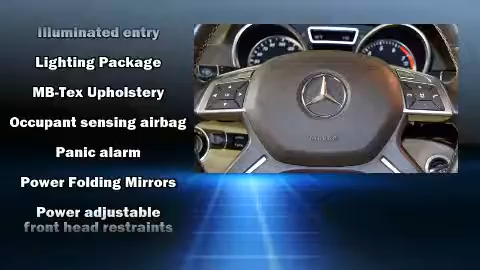 Illuminated entry
Lighting Package
MB-Tex Upholstery
Occupant sensing airbag
Panic alarm
Power Folding Mirrors
Power adjustable
front head restraints